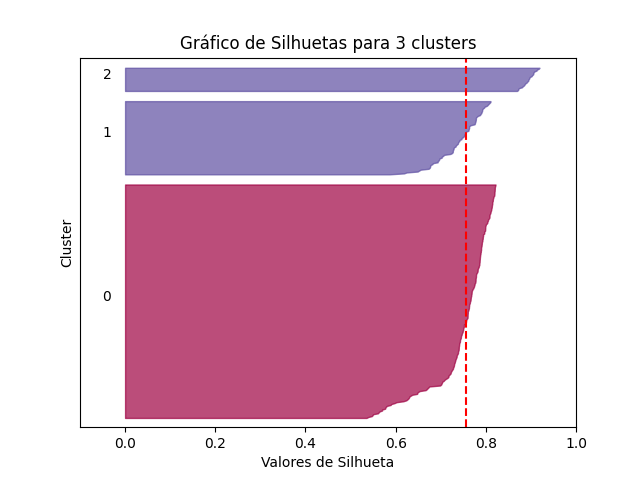 Gráfico de Silhuetas para 3 clusters
2
1
0
Cluster
0.0 0.2 0.4 0.6 0.8 1.0
Valores de Silhueta